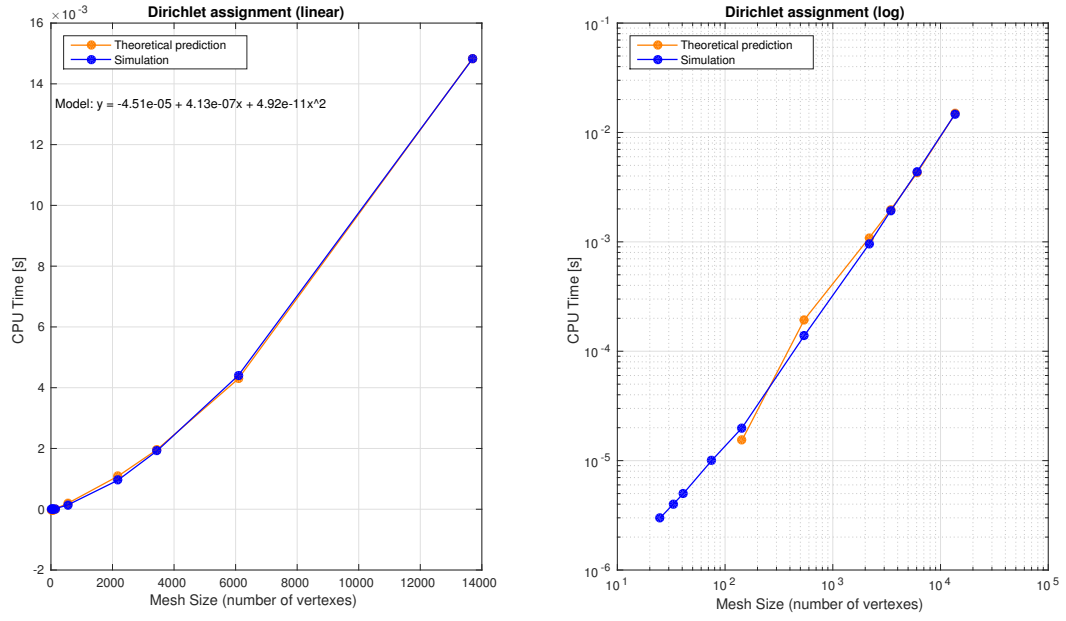 Dirichlet assignment (linear)
16 ×10^-3
14
12
10
8
6
4
2
0
-2
Theoretical prediction
Simulation
Model: y = -4.51e-05 + 4.13e-07x + 4.92e-11x^2
CPU Time [s]
0 2000 4000 6000 8000 10000 12000 14000
Mesh Size (number of vertexes)
Dirichlet assignment (log)
10^-1
10^-2
10^-3
10^-4
10^-5
10^-6
Theoretical prediction
Simulation
CPU Time [s]
10^1 10^2 10^3 10^4 10^5
Mesh Size (number of vertexes)